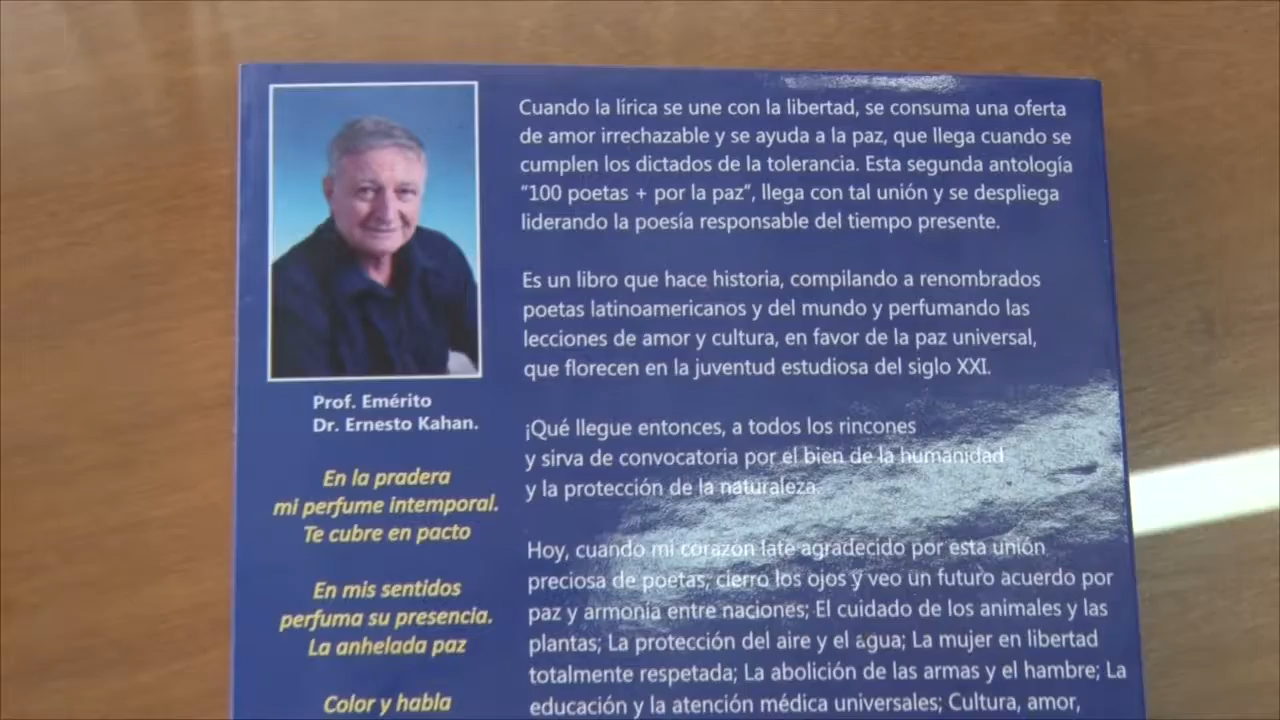 Prof. Emérito
Dr. Ernesto Kahan.
En la pradera
mi perfume intemporal.
Te cubre en pacto
En mis sentidos
perfuma su presencia.
La anhelada paz
Color y habla
Cuando la lírica se une con la libertad, se consuma una oferta
de amor irrechazable y se ayuda a la paz, que llega cuando se
cumplen los dictados de la tolerancia. Esta segunda antología
“100 poetas + por la paz”, llega con tal unión y se despliega
liderando la poesía responsable del tiempo presente.
Es un libro que hace historia, compilando a renombrados
poetas latinoamericanos y del mundo y perfumando las
lecciones de amor y cultura, en favor de la paz universal,
que florecen en la juventud estudiosa del siglo XXI.
¡Qué llegue entonces, a todos los rincones
y sirva de convocatoria por el bien de la humanidad
y la protección de la naturaleza.
Hoy, cuando mi corazón late agradecido por esta unión
preciosa de poetas, cierro los ojos y veo un futuro acuerdo por
paz y armonía entre naciones; El cuidado de los animales y las
plantas; La protección del aire y el agua; La mujer en libertad
totalmente respetada; La abolición de las armas y el hambre; La
educación y la atención médica universales; Cultura, amor,